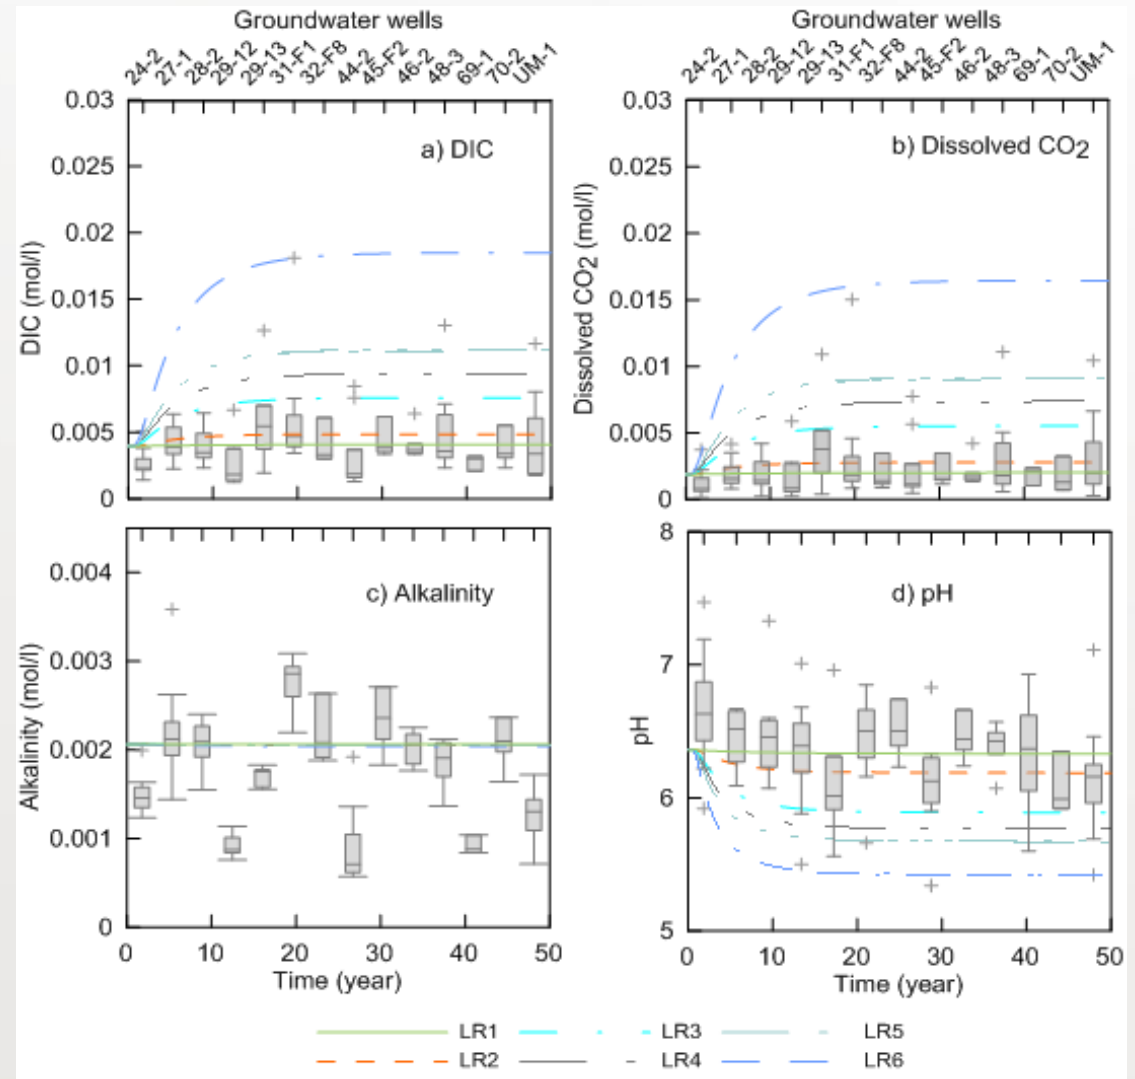 Groundwater wells
24-2 27-1 28-2 29-12 29-13 31-F1 32-F8 44-2 45-F2 46-2 48-3 69-1 70-2 UM-1
0.03
0.025
0.02
0.015
0.01
0.005
0
DIC (mol/l)
a) DIC
Groundwater wells
24-2 27-1 28-2 29-12 29-13 31-F1 32-F8 44-2 45-F2 46-2 48-3 69-1 70-2 UM-1
0.03
0.025
0.02
0.015
0.01
0.005
0
Dissolved CO2 (mol/l)
b) Dissolved CO2
0.004
0.003
0.002
0.001
0
Alkalinity (mol/l)
c) Alkalinity
0 10 20 30 40 50
Time (year)
8
7
6
5
pH
d) pH
0 10 20 30 40 50
Time (year)
LR1 LR3 LR5
LR2 LR4 LR6